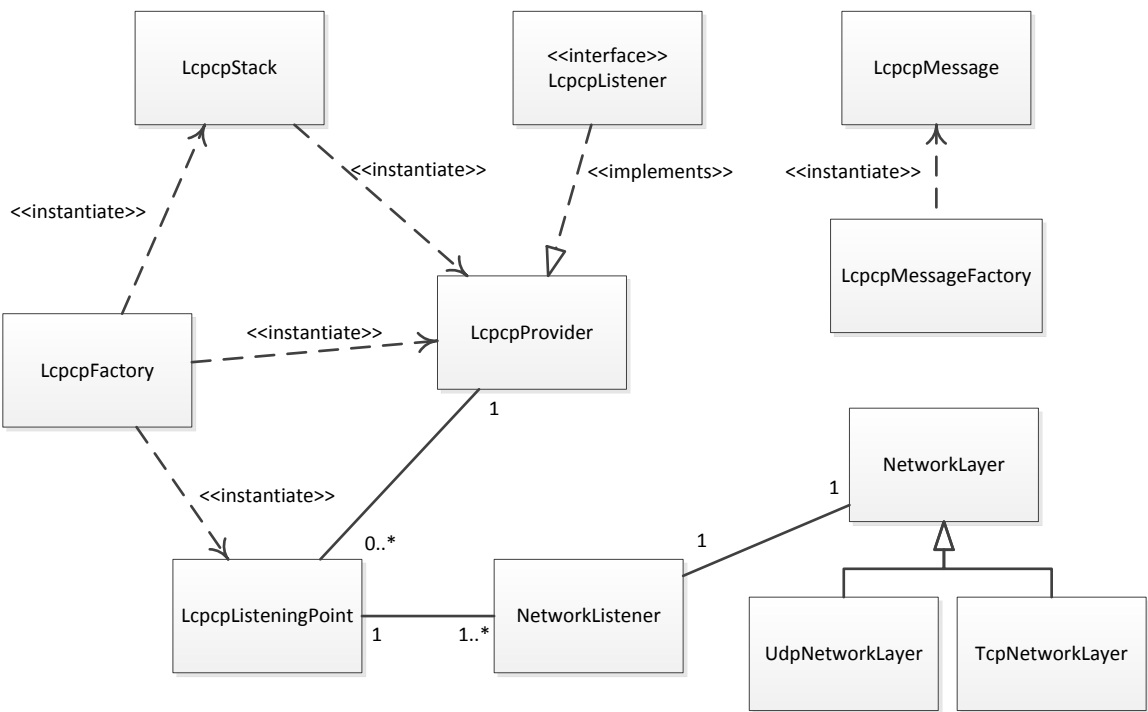 LcpcpStack
<<interface>>
LcpcpListener
LcpcpMessage
<<instantiate>>
<<implements>>
<<instantiate>>
<<instantiate>>
LcpcpMessageFactory
<<instantiate>>
LcpcpProvider
LcpcpFactory
1
NetworkLayer
<<instantiate>>
1
0..*
1
LcpcpListeningPoint
NetworkListener
1
1..*
UdpNetworkLayer
TcpNetworkLayer